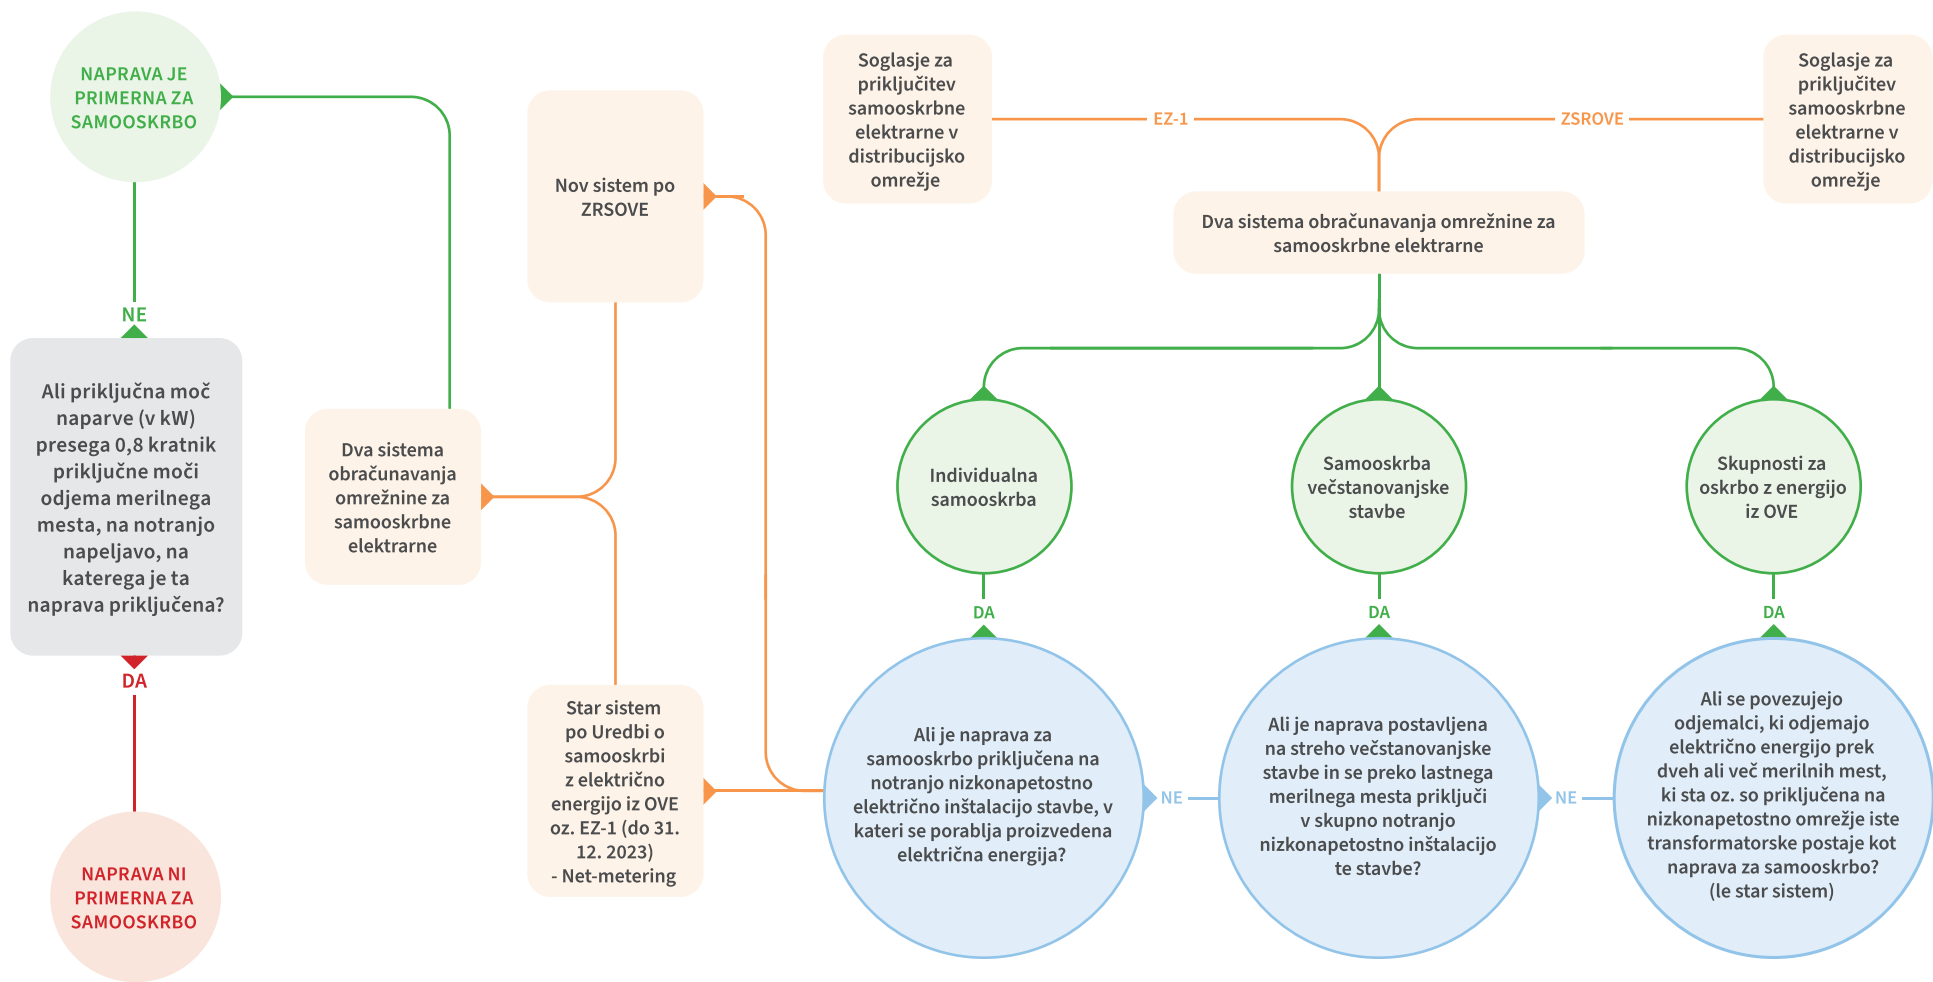 NAPRAVA JE
PRIMERNA ZA
SAMOOSKRBO
NE
Ali priključna moč
naparve (v kW)
presega 0,8 kratnik
priključne moči
odjema merilnega
mesta, na notranjo
napeljavo, na
katerega je ta
naprava priključena?
DA
NAPRAVA NI
PRIMERNA ZA
SAMOOSKRBO
Dva sistema
obračunavanja
omrežnine za
samooskrbne
elektrarne
Nov sistem po
ZRSOVE
Star sistem
po Uredbi o
samooskrbi
z električno
energijo iz OVE
oz. EZ-1 (do 31.
12. 2023)
- Net-metering
Soglasje za
priključitev
samooskrbne
elektrarne v
distribucijsko
omrežje
EZ-1
ZSROVE
Soglasje za
priključitev
samooskrbne
elektrarne v
distribucijsko
omrežje
Dva sistema obračunavanja omrežnine za
samooskrbne elektrarne
Individualna
samooskrba
Samooskrba
večstanovanjske
stavbe
Skupnosti za
oskrbo z energijo
iz OVE
DA
DA
DA
Ali je naprava za
samooskrbo priključena na
notranjo nizkonapetostno
električno inštalacijo stavbe, v
kateri se porablja proizvedena
električna energija?
NE
Ali je naprava postavljena
na streho večstanovanjske
stavbe in se preko lastnega
merilnega mesta priključi
v skupno notranjo
nizkonapetostno inštalacijo
te stavbe?
NE
Ali se povezujejo
odjemalci, ki odjemajo
električno energijo prek
dveh ali več merilnih mest,
ki sta oz. so priključena na
nizkonapetostno omrežje iste
transformatorske postaje kot
naprava za samooskrbo?
(le star sistem)